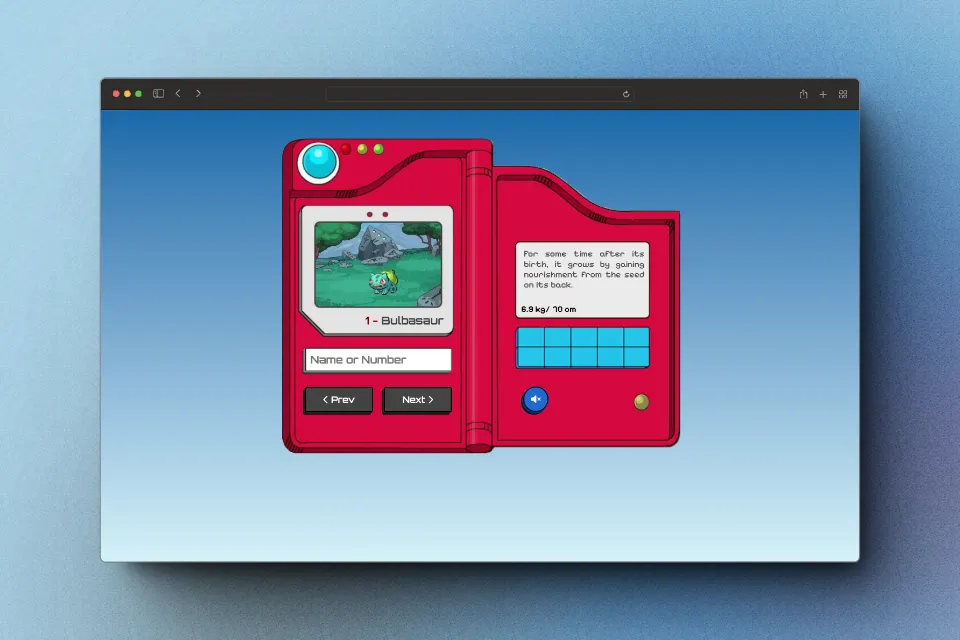 1 - Bulbasaur
Name or Number
Prev
Next
For some time after its
birth, it grows by gaining
nourishment from the seed
on its back.
6.9 kg/ 70 cm